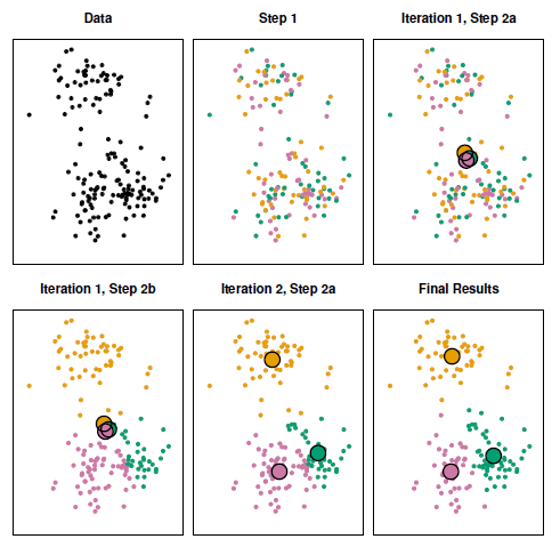 Data
Step 1
Iteration 1, Step 2a
Iteration 1, Step 2b
Iteration 2, Step 2a
Final Results